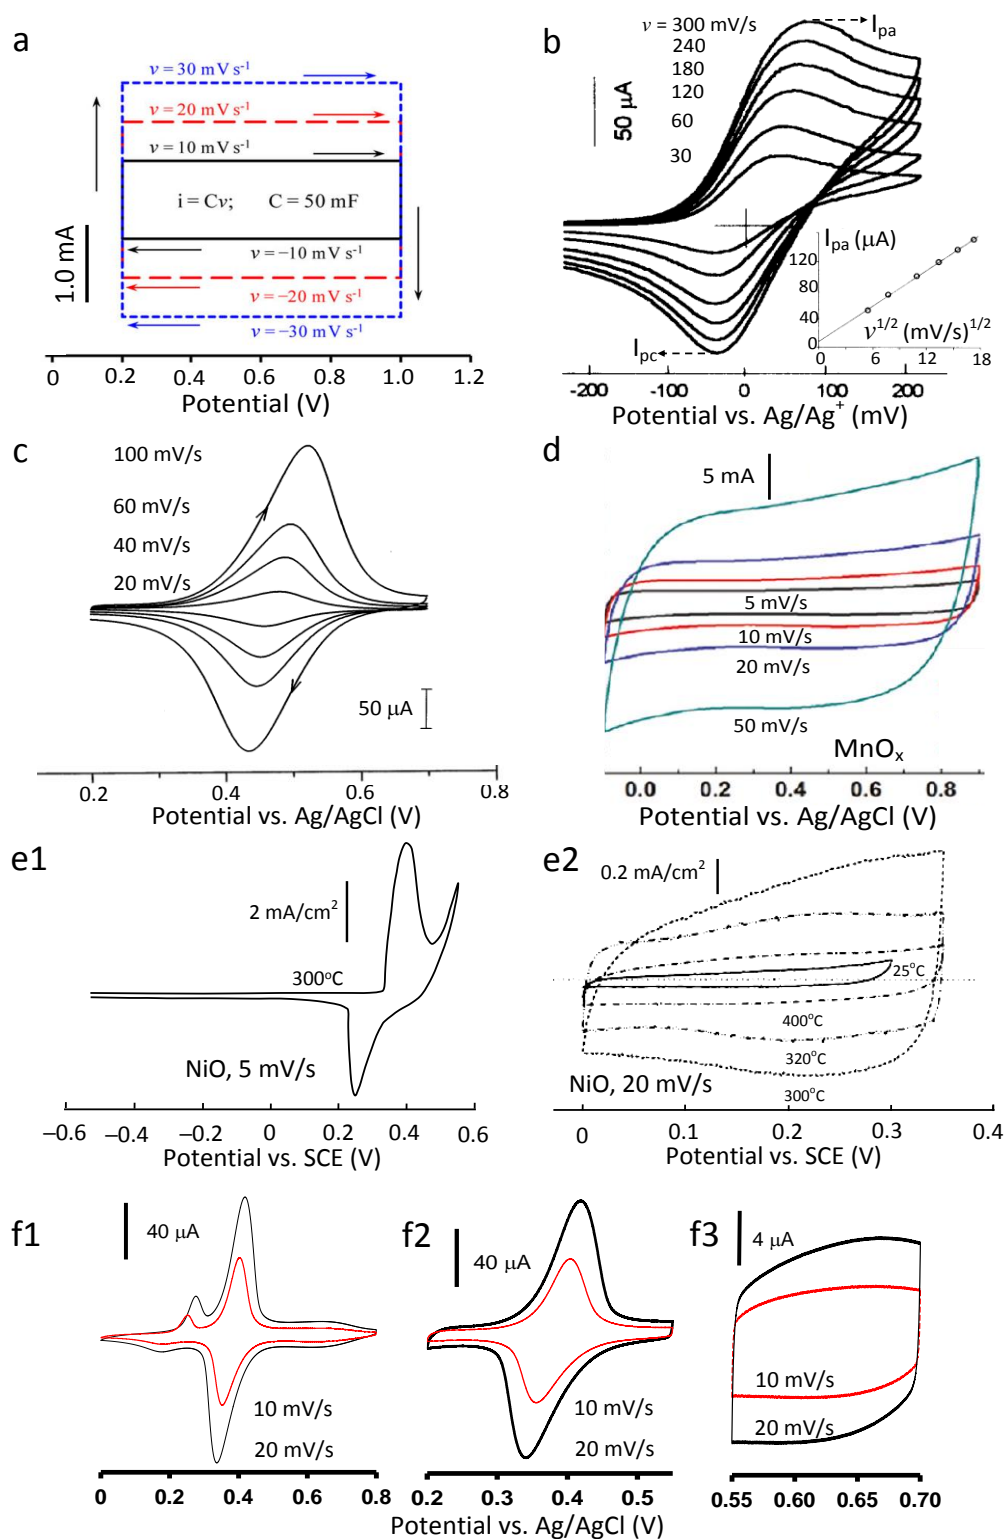 a
ν = 30 mV s⁻¹
ν = 20 mV s⁻¹
ν = 10 mV s⁻¹
i = Cν; C = 50 mF
ν = −10 mV s⁻¹
ν = −20 mV s⁻¹
ν = −30 mV s⁻¹
1.0 mA
0 0.2 0.4 0.6 0.8 1.0 1.2
Potential (V)
b
ν = 300 mV/s
240
180
120
60
30
50 μA
Iₚₐ
Iₚc
Iₚₐ (μA)
120
80
40
0
0 6 12 18
ν¹ᐟ² (mV/s)¹ᐟ²
-200 -100 0 100 200
Potential vs. Ag/Ag⁺ (mV)
c
100 mV/s
60 mV/s
40 mV/s
20 mV/s
50 μA
0.2 0.4 0.6 0.8
Potential vs. Ag/AgCl (V)
d
5 mA
5 mV/s
10 mV/s
20 mV/s
50 mV/s
MnOₓ
0.0 0.2 0.4 0.6 0.8
Potential vs. Ag/AgCl (V)
e1
2 mA/cm²
300°C
NiO, 5 mV/s
−0.6 −0.4 −0.2 0 0.2 0.4 0.6
Potential vs. SCE (V)
e2
0.2 mA/cm²
25°C
400°C
320°C
300°C
NiO, 20 mV/s
0 0.1 0.2 0.3 0.4
Potential vs. SCE (V)
f1
40 μA
10 mV/s
20 mV/s
0 0.2 0.4 0.6 0.8
f2
40 μA
10 mV/s
20 mV/s
0.2 0.3 0.4 0.5
f3
4 μA
10 mV/s
20 mV/s
0.55 0.60 0.65 0.70
Potential vs. Ag/AgCl (V)